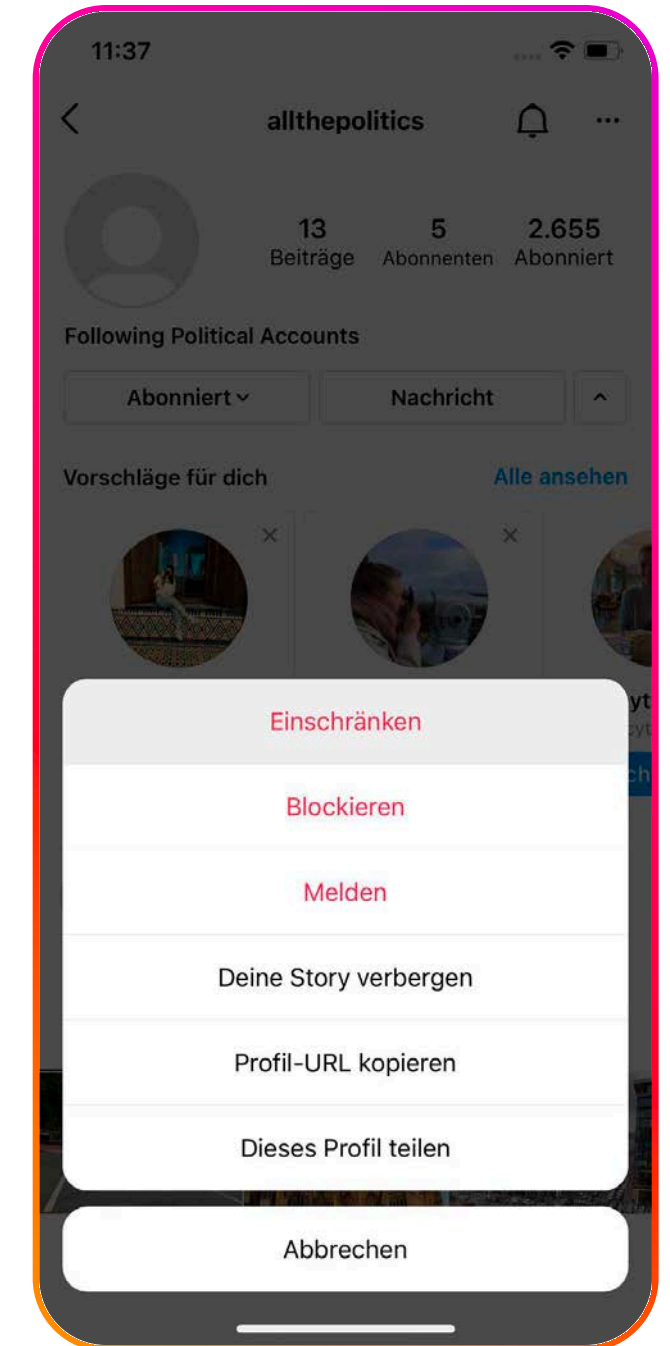 11:37
allthepolitics
13 5 2.655
Beiträge Abonnenten Abonniert
Following Political Accounts
Abonniert Nachricht
Vorschläge für dich Alle ansehen
Einschränken
Blockieren
Melden
Deine Story verbergen
Profil-URL kopieren
Dieses Profil teilen
Abbrechen